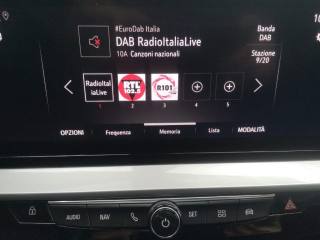 #EuroDab Italia
DAB RadioItaliaLive
10A Canzoni nazionali
Banda
DAB
Stazione
9/20
RadioItal
iaLive
RTL
102.5
R101
1 2 3 4 5
OPZIONI Frequenza Memoria Lista MODALITÀ
AUDIO NAV SET